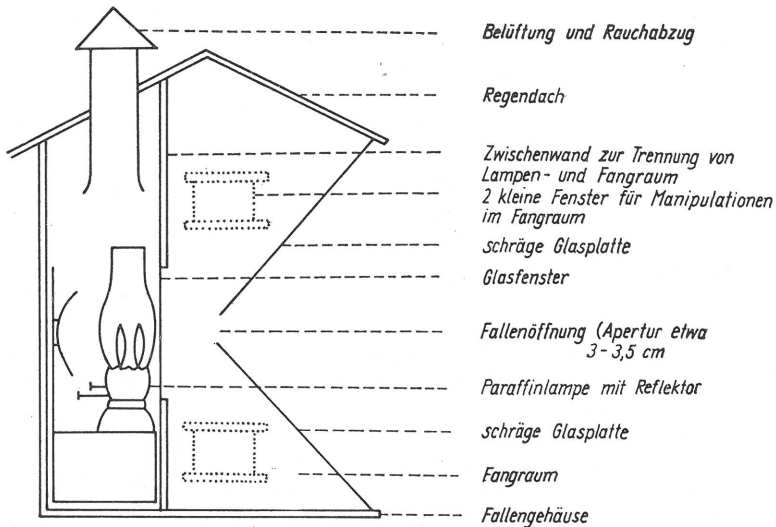 Belüftung und Rauchabzug
Regendach
Zwischenwand zur Trennung von
Lampen- und Fangraum
2 kleine Fenster für Manipulationen
im Fangraum
schräge Glasplatte
Glasfenster
Fallenöffnung (Apertur etwa
3-3,5 cm
Paraffinlampe mit Reflektor
schräge Glasplatte
Fangraum
Fallengehäuse